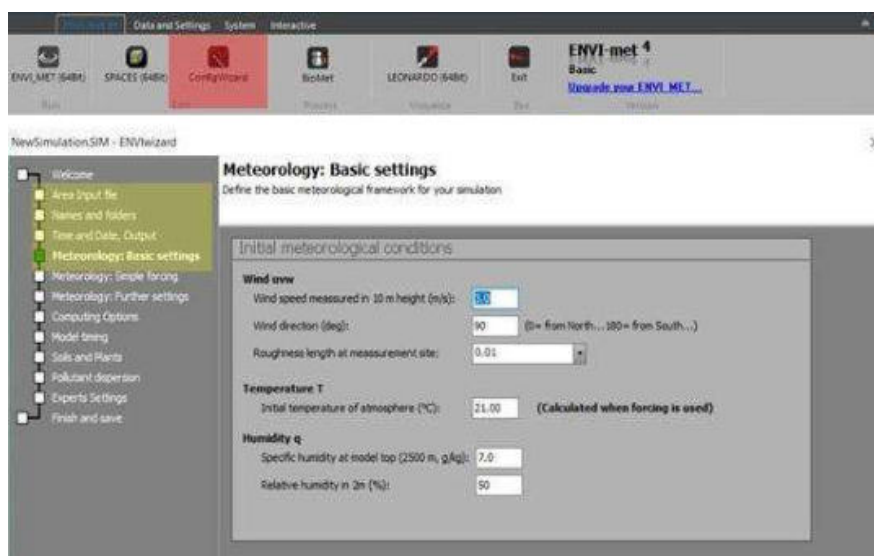 Data and Settings System Interactive
ENVI_MET (64Bit) SPACES (64Bit) ConfigWizard BioMet LEONARDO (64Bit) Exit
ENVI-met 4
Basic
Upgrade your ENVI_MET...
NewSimulation.SIM - ENVIwizard
Welcome
Area Input file
Names and folders
Time and Date, Output
Meteorology: Basic settings
Meteorology: Simple forcing
Meteorology: Further settings
Computing Options
Model timing
Soils and Plants
Pollutant dispersion
Experts Settings
Finish and save
Meteorology: Basic settings
Define the basic meteorological framework for your simulation
Initial meteorological conditions
Wind uvw
Wind speed meassured in 10 m height (m/s): 3.0
Wind direction (deg): 90 (0= from North...180= from South...)
Roughness length at meassurement site: 0.01
Temperature T
Initial temperature of atmosphere (°C): 21.00 (Calculated when forcing is used)
Humidity q
Specific humidity at model top (2500 m, g/kg): 7.0
Relative humidity in 2m (%): 50